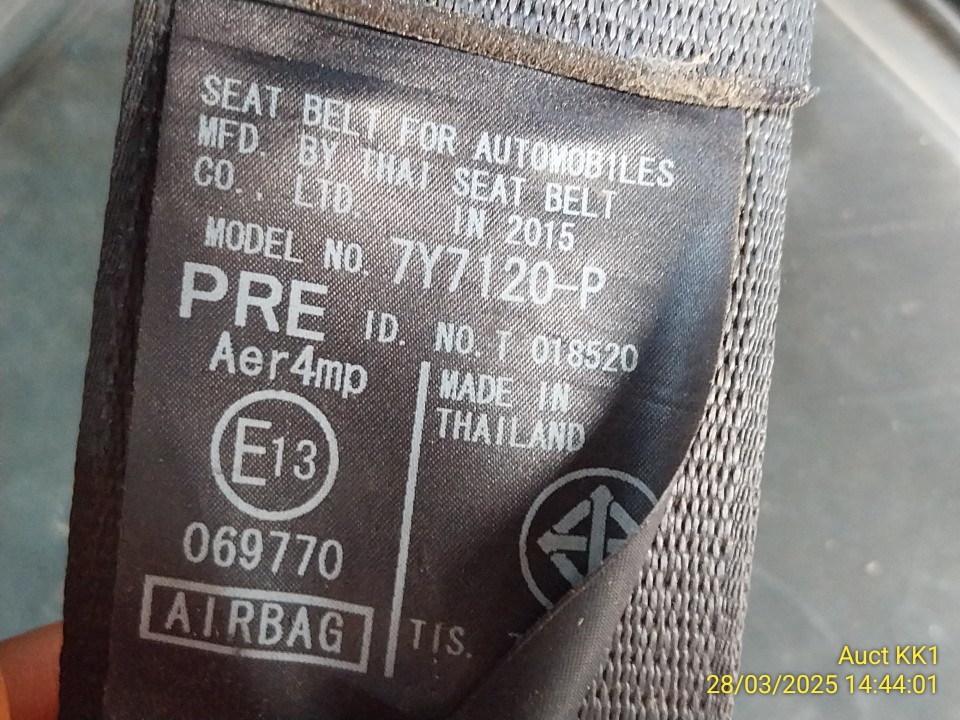 SEAT BELT FOR AUTOMOBILES
MFD. BY THAI SEAT BELT
CO., LTD. IN 2015
MODEL NO. 7Y7120-P
PRE ID. NO. T 018520
Aer4mp
MADE IN
THAILAND
E13
069770
AIRBAG
TIS.
Auct KK1
28/03/2025 14:44:01